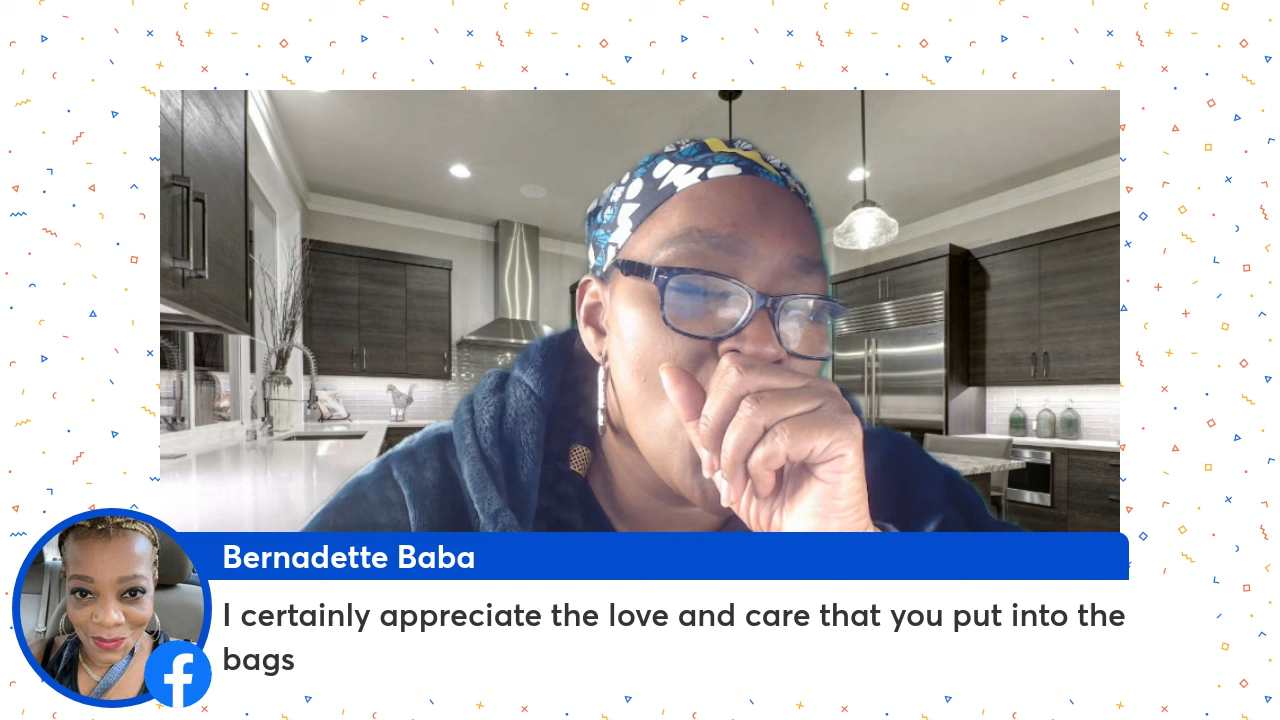 Bernadette Baba
I certainly appreciate the love and care that you put into the
bags